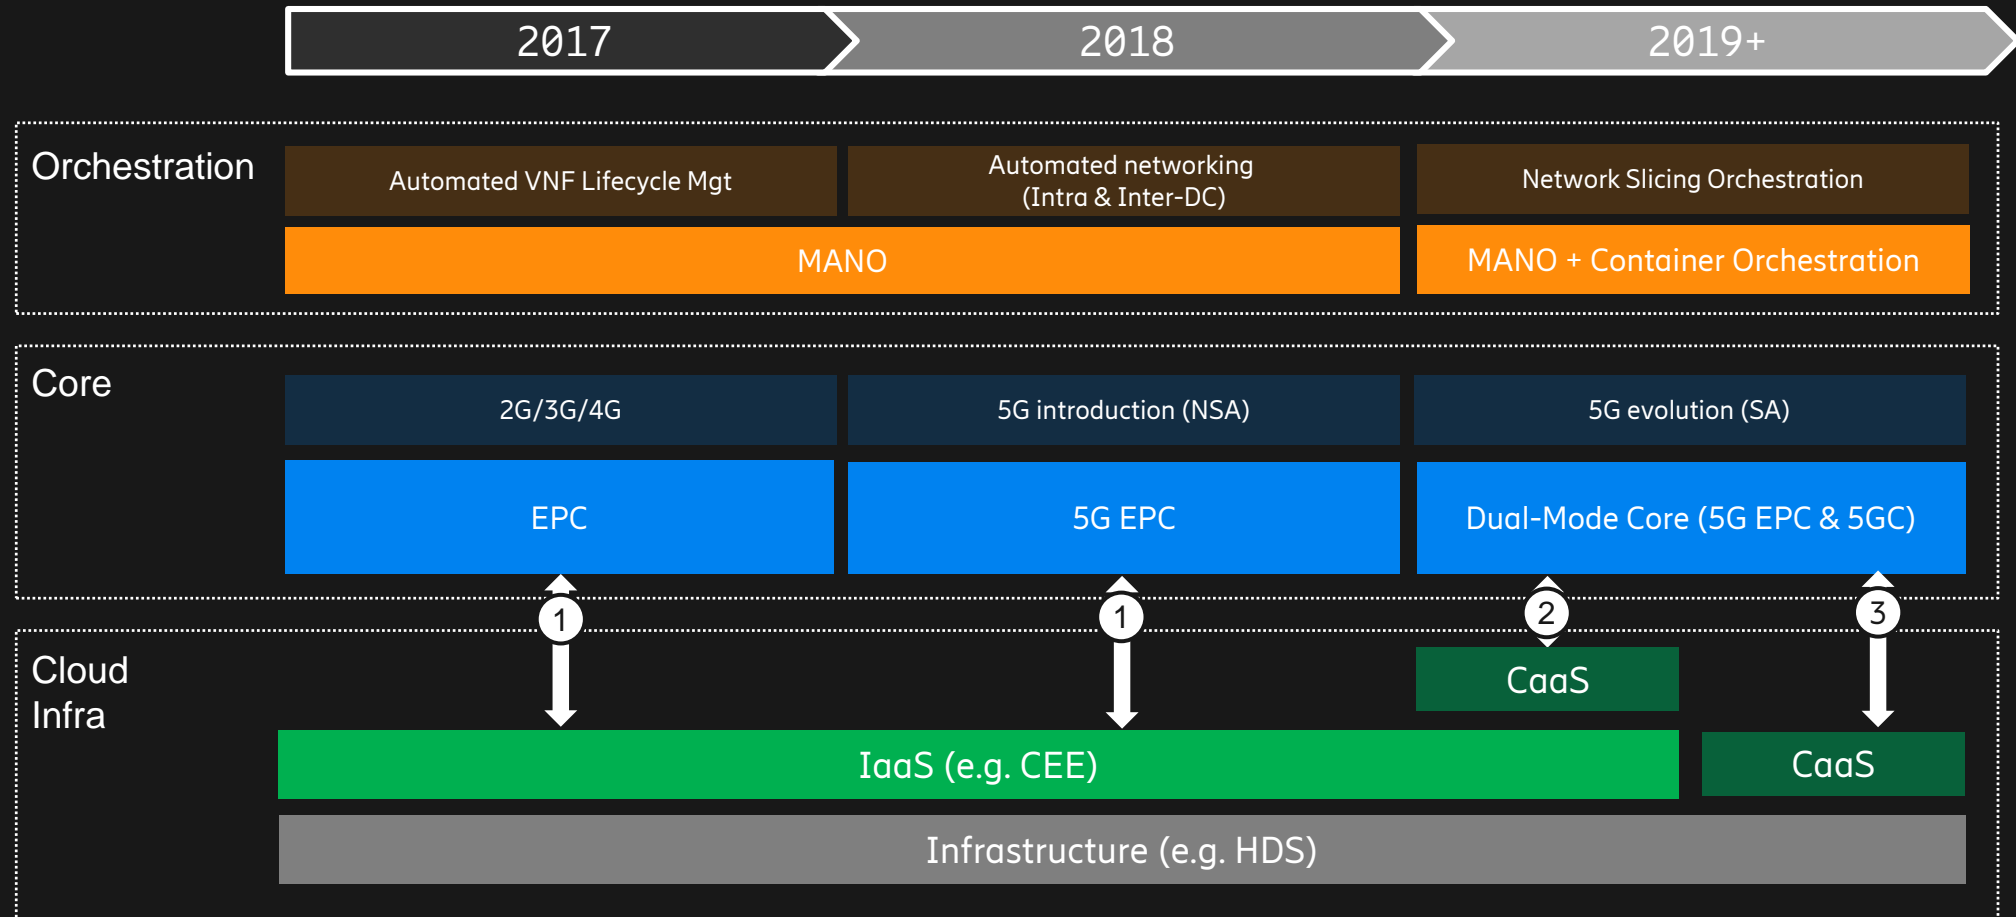 2017
2018
2019+
Orchestration
Automated VNF Lifecycle Mgt
Automated networking
(Intra & Inter-DC)
Network Slicing Orchestration
MANO
MANO + Container Orchestration
Core
2G/3G/4G
5G introduction (NSA)
5G evolution (SA)
EPC
5G EPC
Dual-Mode Core (5G EPC & 5GC)
1
1
2
3
Cloud
Infra
CaaS
IaaS (e.g. CEE)
CaaS
Infrastructure (e.g. HDS)